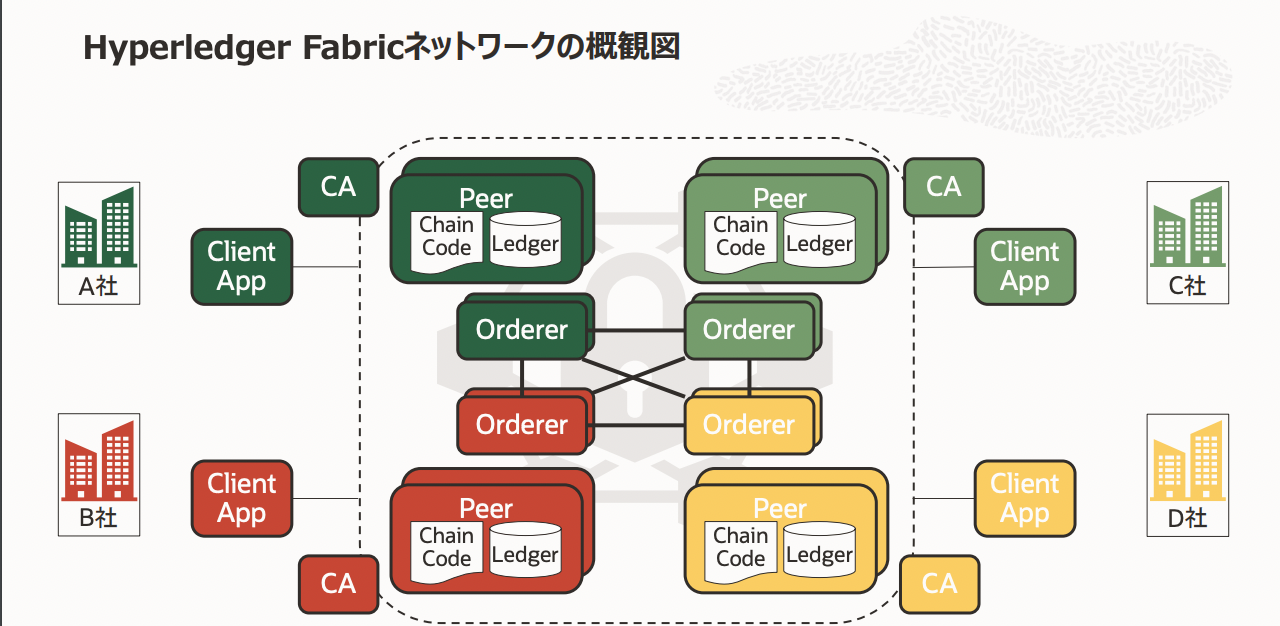 Hyperledger Fabricネットワークの概観図
CA
Peer
Chain
Code
Ledger
Client
App
A社
Peer
Chain
Code
Ledger
CA
Client
App
C社
Orderer
Orderer
Orderer
Orderer
Client
App
B社
CA
Peer
Chain
Code
Ledger
Peer
Chain
Code
Ledger
Client
App
D社
CA